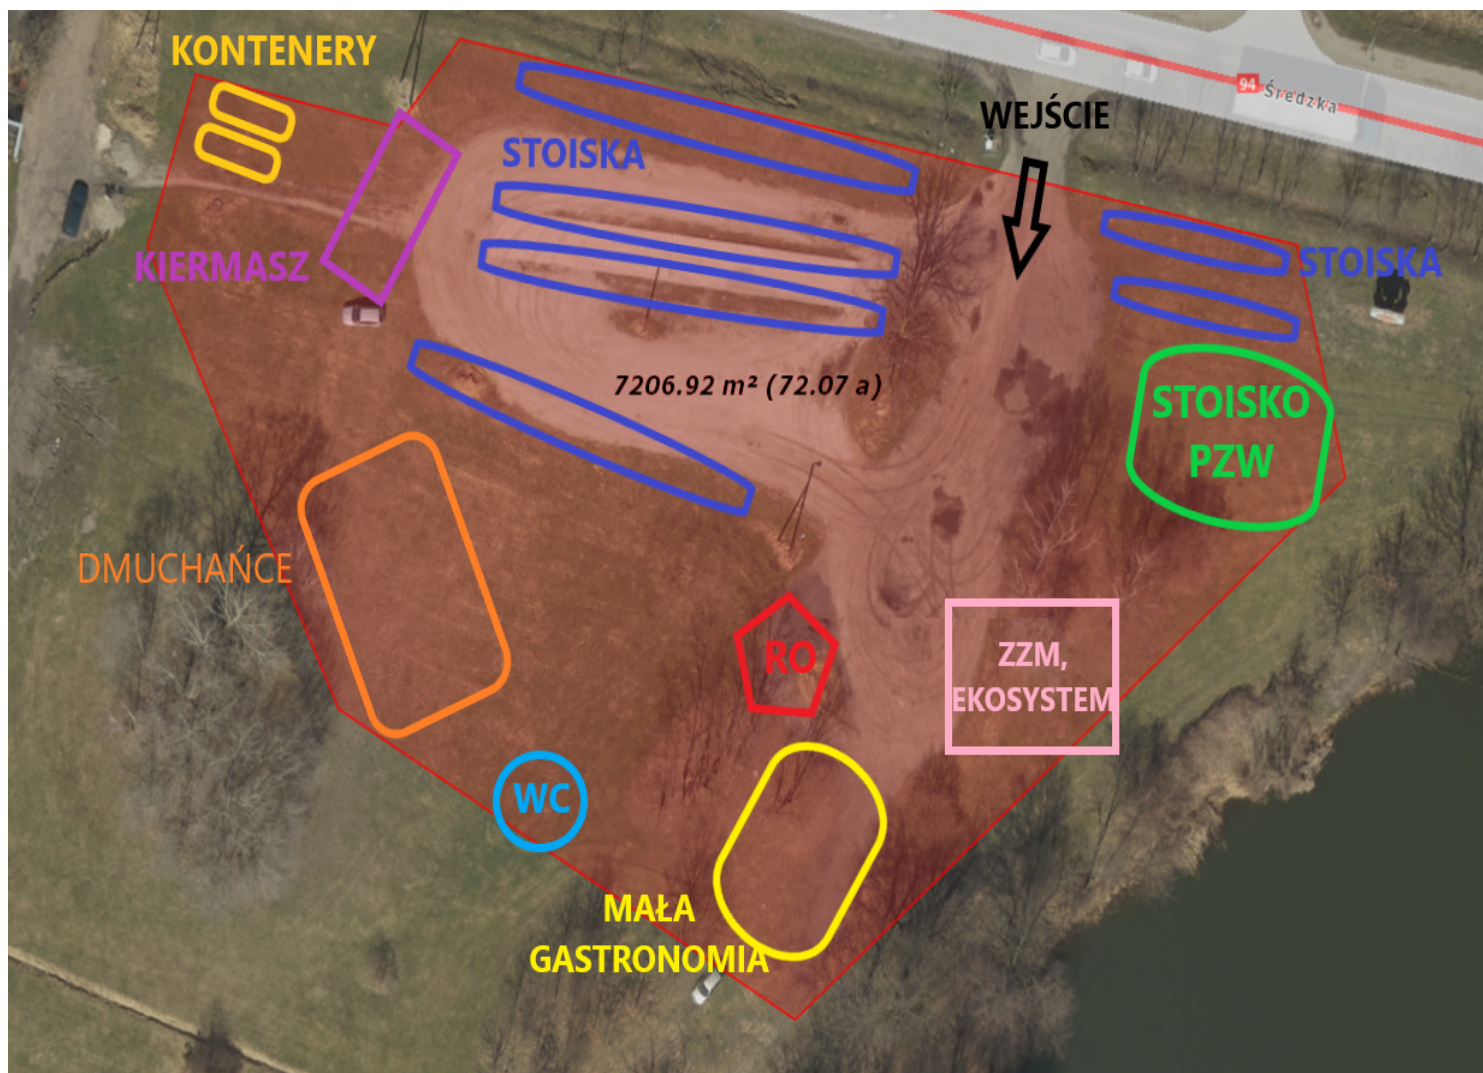 KONTENERY
94 Średzka
WEJŚCIE
STOISKA
KIERMASZ
STOISKA
7206.92 m² (72.07 a)
STOISKO
PZW
DMUCHAŃCE
RO
ZZM,
EKOSYSTEM
WC
MAŁA
GASTRONOMIA